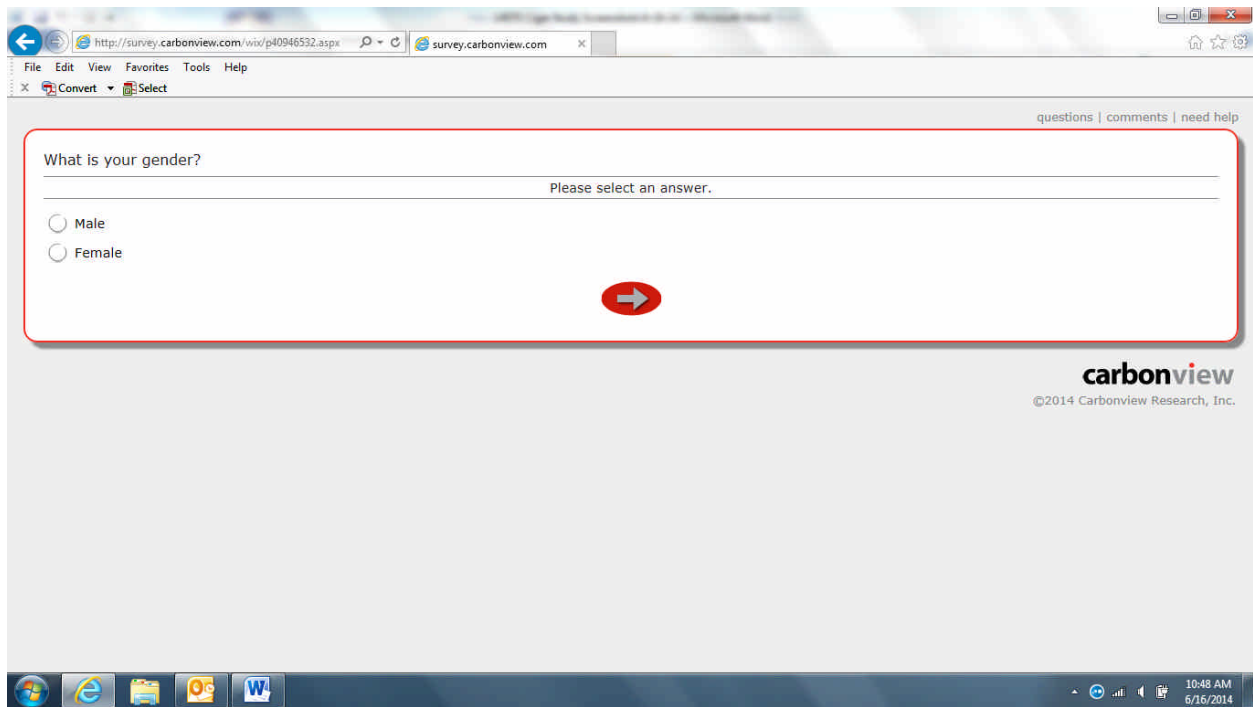 http://survey.carbonview.com/wix/p40946532.aspx
survey.carbonview.com
File Edit View Favorites Tools Help
Convert Select
questions | comments | need help
What is your gender?
Please select an answer.
Male
Female
carbonview
©2014 Carbonview Research, Inc.
10:48 AM
6/16/2014